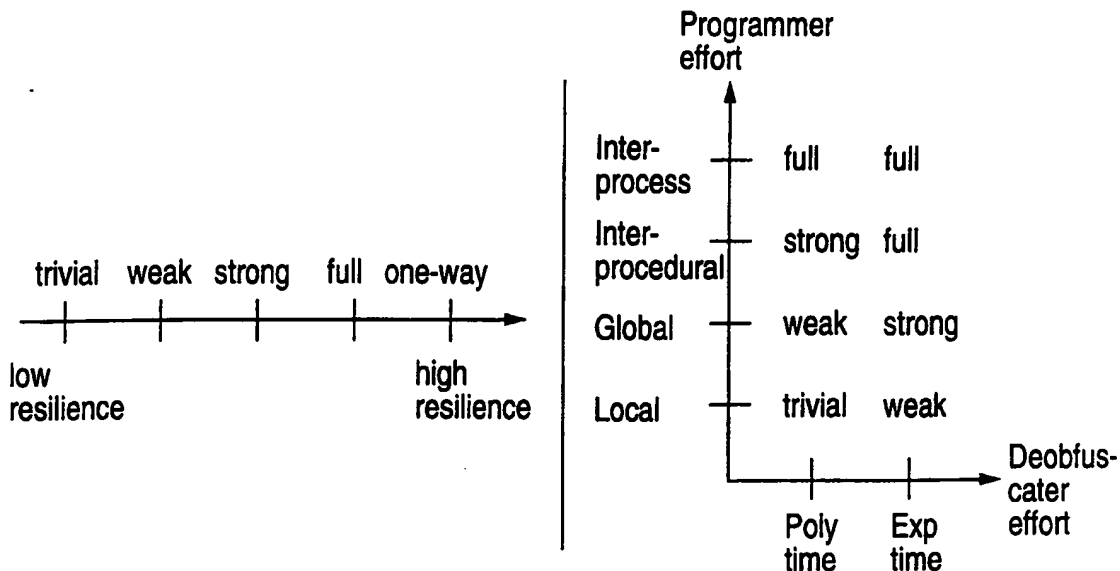 trivial weak strong full one-way
low
resilience
high
resilience
Programmer
effort
Inter-
process
full full
Inter-
procedural
strong full
Global
weak strong
Local
trivial weak
Poly
time
Exp
time
Deobfus-
cater
effort